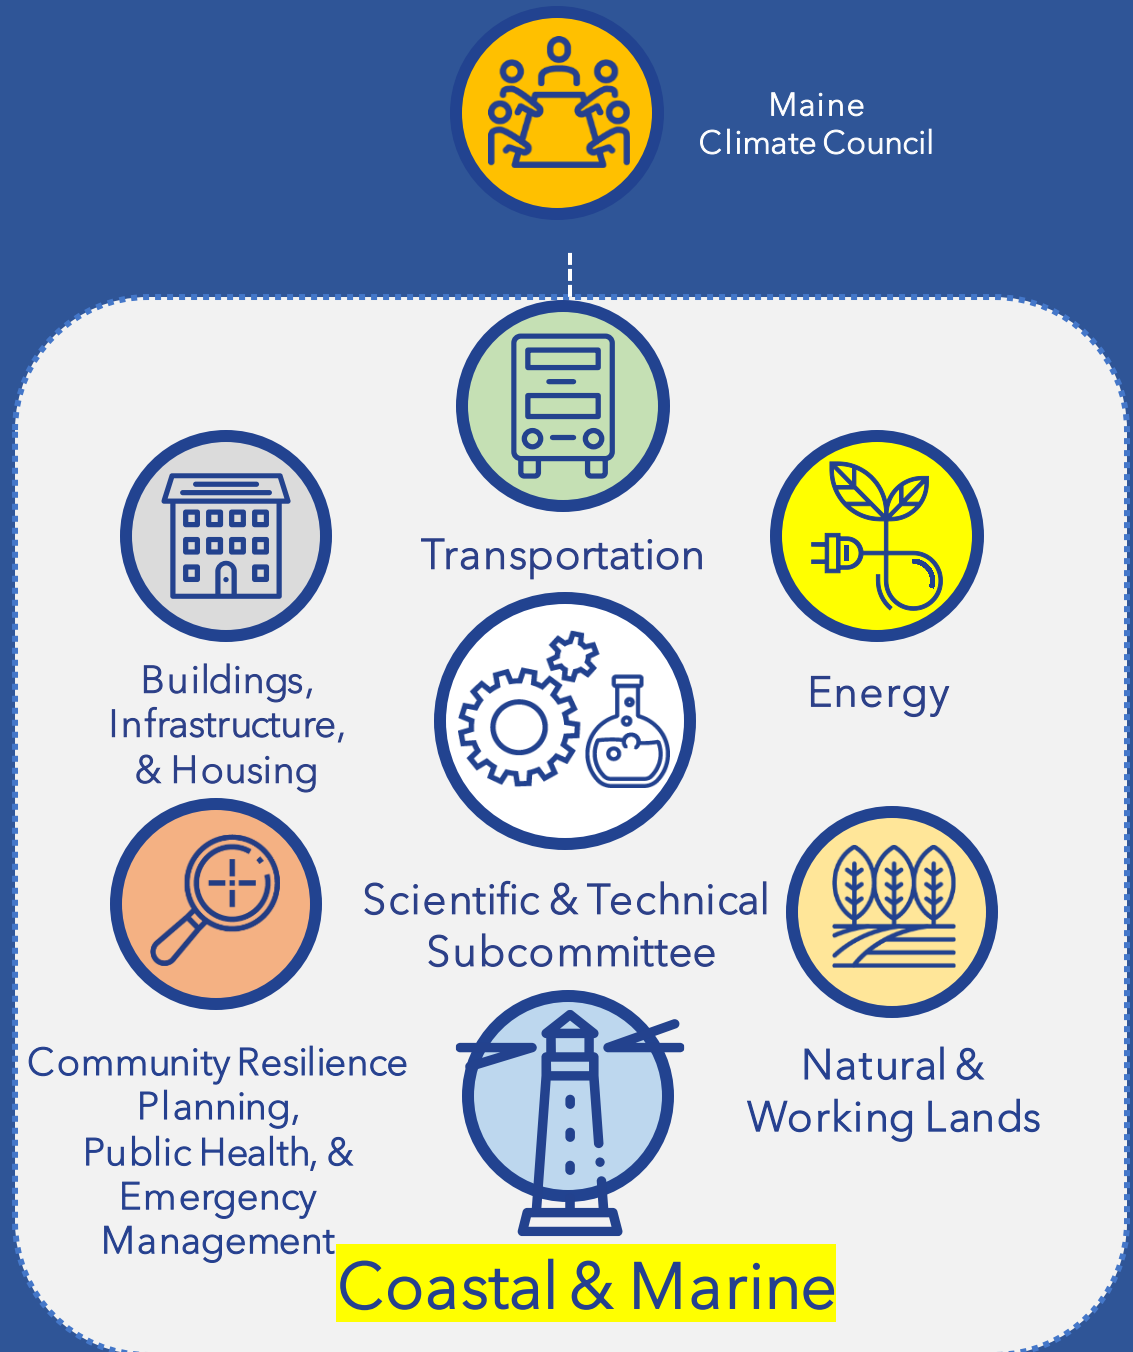 Maine
Climate Council
Transportation
Buildings,
Infrastructure,
& Housing
Energy
Scientific & Technical
Subcommittee
Community Resilience
Planning,
Public Health, &
Emergency
Management
Natural &
Working Lands
Coastal & Marine